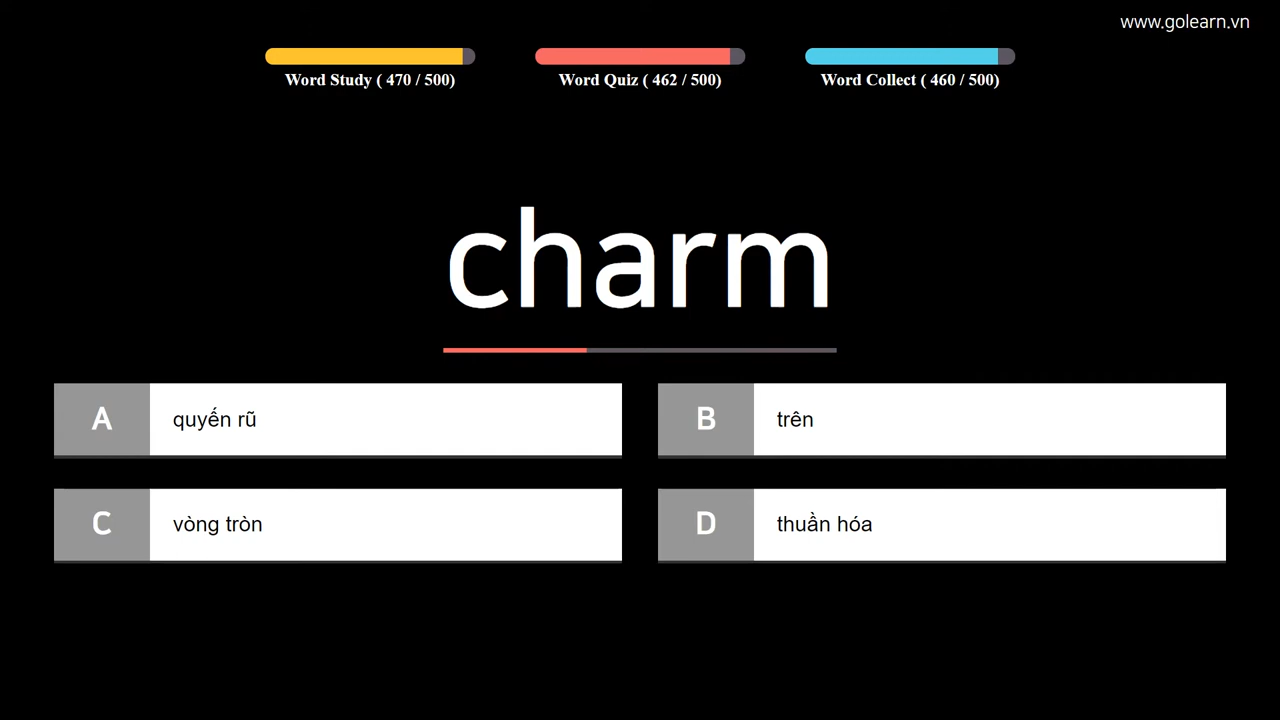 www.golearn.vn
Word Study ( 470 / 500)
Word Quiz ( 462 / 500)
Word Collect ( 460 / 500)
charm
A quyến rũ
B trên
C vòng tròn
D thuần hóa